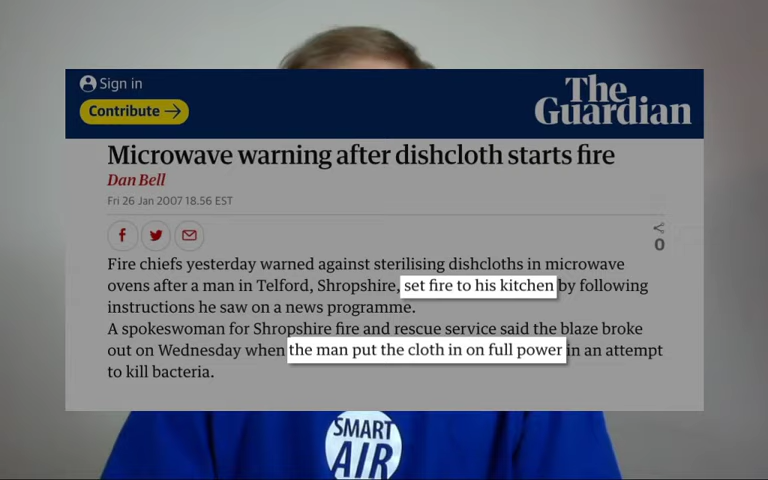 Sign in
Contribute →
The
Guardian
Microwave warning after dishcloth starts fire
Dan Bell
Fri 26 Jan 2007 18.56 EST
0
Fire chiefs yesterday warned against sterilising dishcloths in microwave
ovens after a man in Telford, Shropshire, set fire to his kitchen by following
instructions he saw on a news programme.
A spokeswoman for Shropshire fire and rescue service said the blaze broke
out on Wednesday when the man put the cloth in on full power in an attempt
to kill bacteria.
SMART
AIR